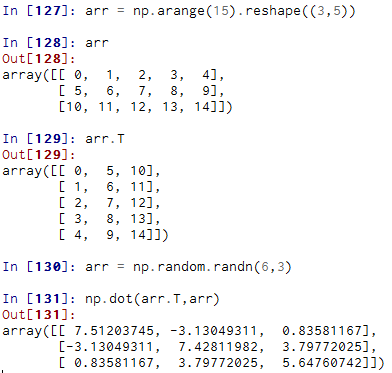 In [127]: arr = np.arange(15).reshape((3,5))
In [128]: arr
Out[128]:
array([[ 0,  1,  2,  3,  4],
       [ 5,  6,  7,  8,  9],
       [10, 11, 12, 13, 14]])
In [129]: arr.T
Out[129]:
array([[ 0,  5, 10],
       [ 1,  6, 11],
       [ 2,  7, 12],
       [ 3,  8, 13],
       [ 4,  9, 14]])
In [130]: arr = np.random.randn(6,3)
In [131]: np.dot(arr.T,arr)
Out[131]:
array([[ 7.51203745, -3.13049311,  0.83581167],
       [-3.13049311,  7.42811982,  3.79772025],
       [ 0.83581167,  3.79772025,  5.64760742]])